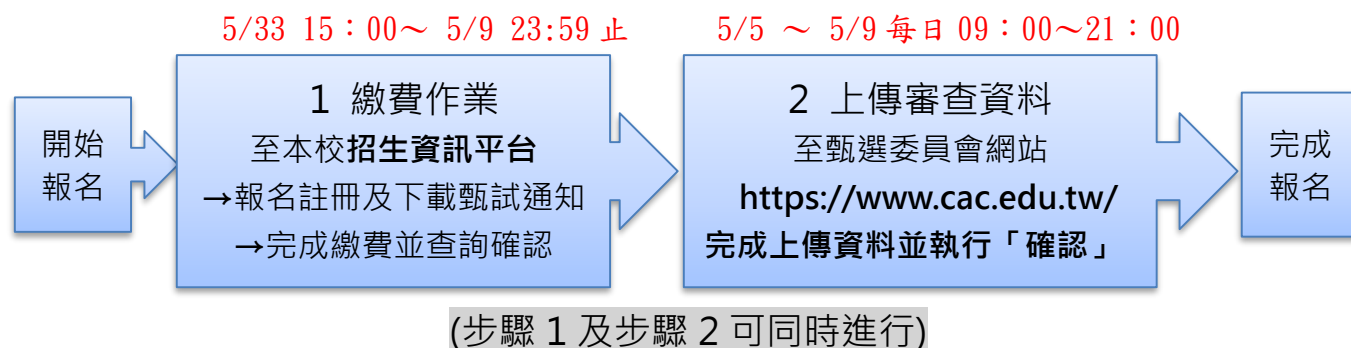 5/33 15：00～ 5/9 23:59 止
5/5 ～ 5/9 每日 09：00～21：00
開始
報名
1 繳費作業
至本校招生資訊平台
→報名註冊及下載甄試通知
→完成繳費並查詢確認
2 上傳審查資料
至甄選委員會網站
https://www.cac.edu.tw/
完成上傳資料並執行「確認」
完成
報名
(步驟 1 及步驟 2 可同時進行)